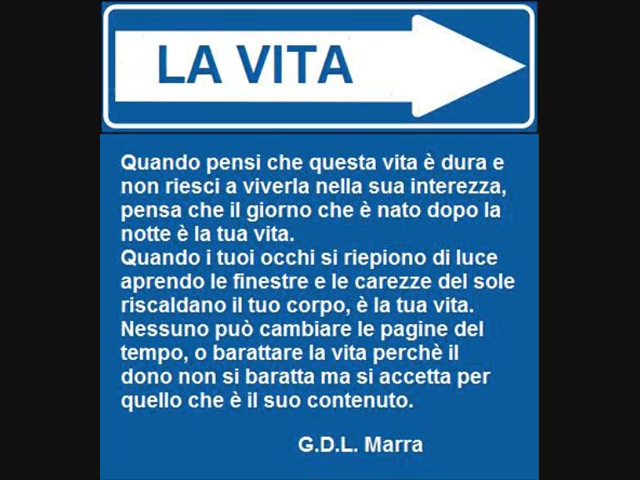 LA VITA
Quando pensi che questa vita è dura e
non riesci a viverla nella sua interezza,
pensa che il giorno che è nato dopo la
notte è la tua vita.
Quando i tuoi occhi si riepiono di luce
aprendo le finestre e le carezze del sole
riscaldano il tuo corpo, è la tua vita.
Nessuno può cambiare le pagine del
tempo, o barattare la vita perchè il
dono non si baratta ma si accetta per
quello che è il suo contenuto.
G.D.L. Marra